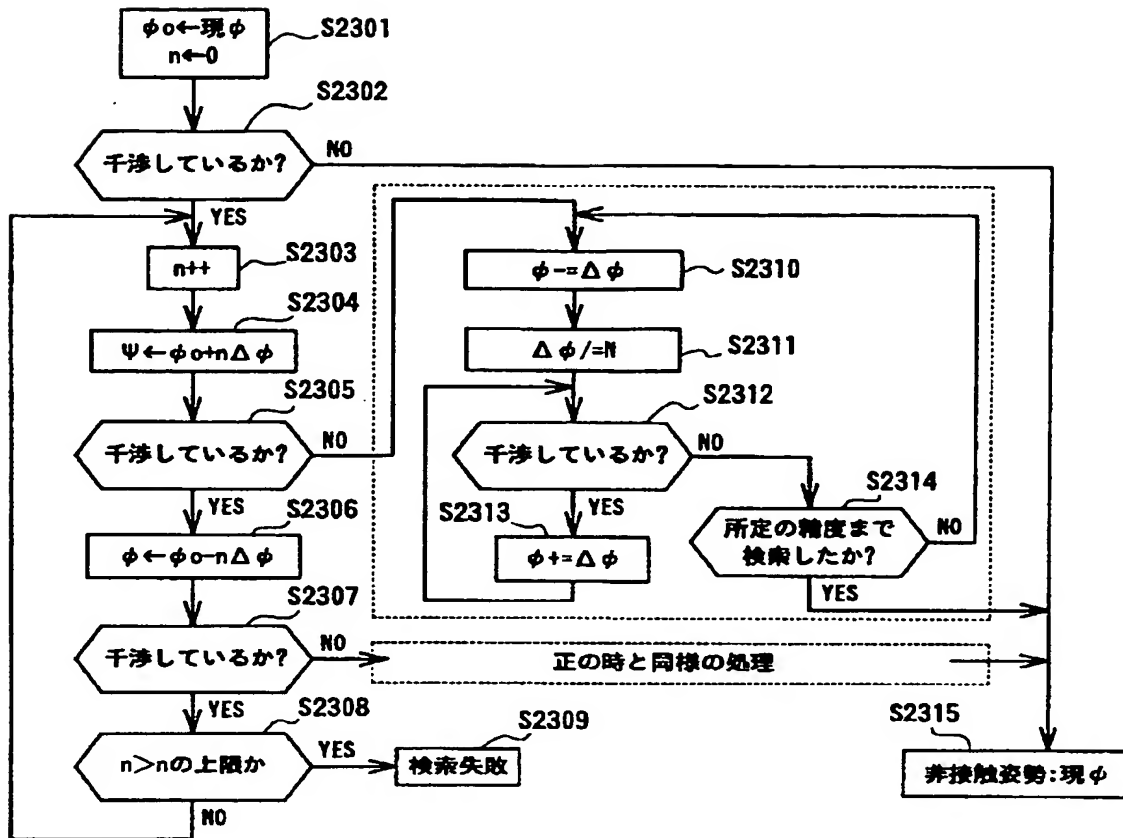 φo←現φ
n←0
S2301
S2302
干渉しているか?
NO
YES
S2303
n++
S2304
Ψ←φo+nΔφ
S2305
干渉しているか?
NO
YES
S2306
φ←φo-nΔφ
S2307
干渉しているか?
NO
YES
S2308
n>nの上限か
YES
NO
S2309
検索失敗
φ-=Δφ
S2310
Δφ/=N
S2311
S2312
干渉しているか?
NO
YES
S2313
φ+=Δφ
S2314
所定の精度まで
検索したか?
NO
YES
正の時と同様の処理
S2315
非接触姿勢:現φ